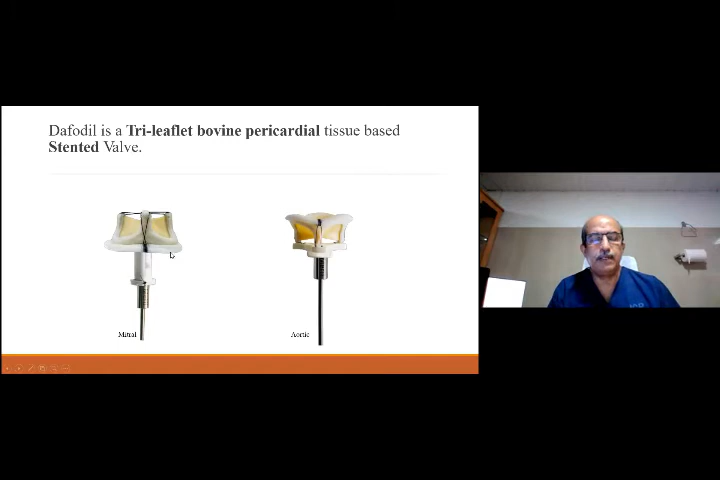 Dafodil is a Tri-leaflet bovine pericardial tissue based
Stented Valve.
Mitral
Aortic